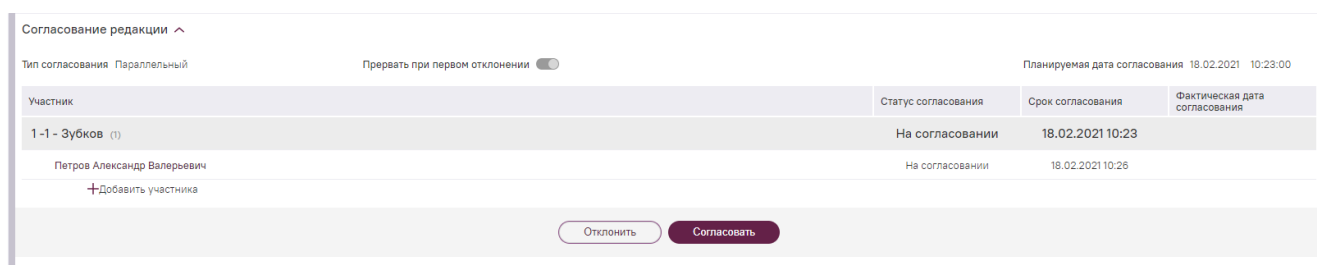 Согласование редакции
Тип согласования Параллельный Прервать при первом отклонении Планируемая дата согласования 18.02.2021 10:23:00
Участник Статус согласования Срок согласования Фактическая дата согласования
1 -1 - Зубков (1) На согласовании 18.02.2021 10:23
Петров Александр Валерьевич На согласовании 18.02.2021 10:26
+Добавить участника
Отклонить Согласовать